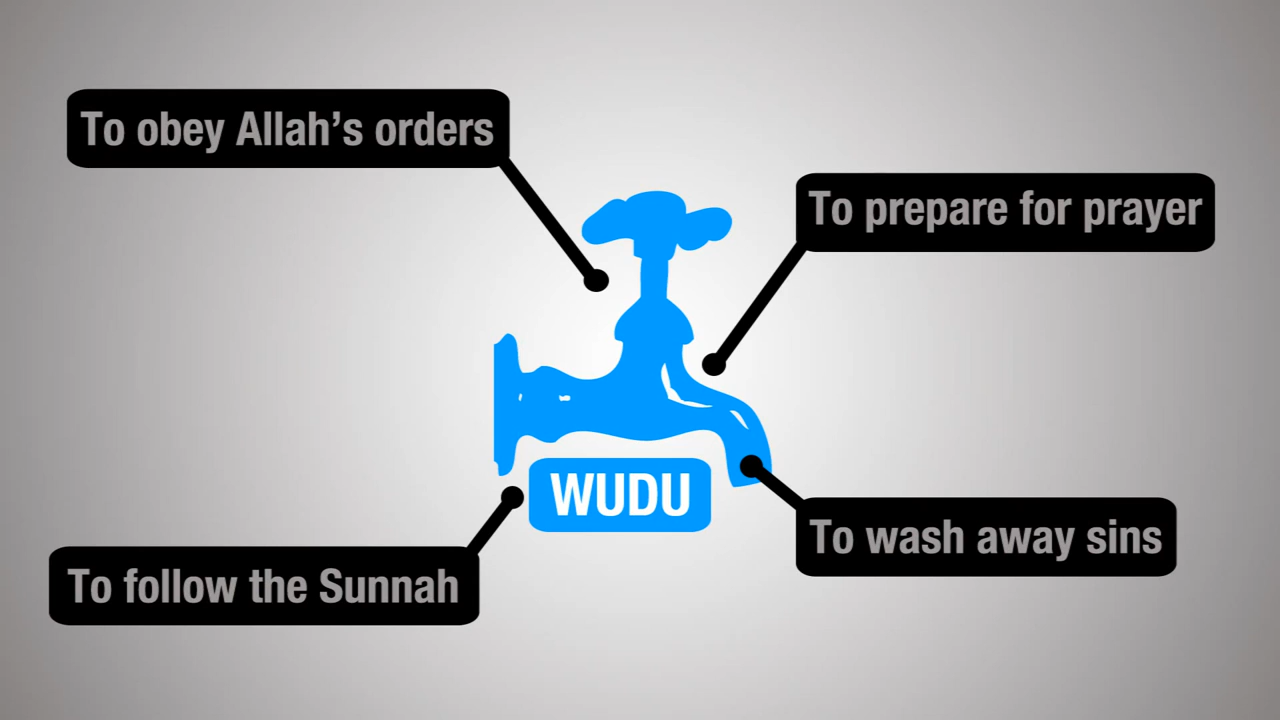 To obey Allah’s orders
To prepare for prayer
WUDU
To wash away sins
To follow the Sunnah